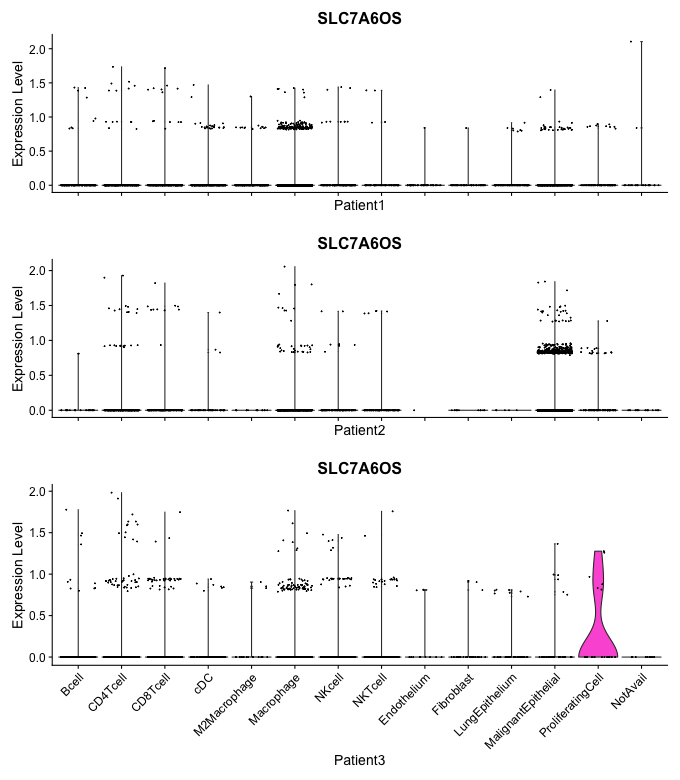 SLC7A6OS
Expression Level
2.0
1.5
1.0
0.5
0.0
Patient1
SLC7A6OS
Expression Level
2.0
1.5
1.0
0.5
0.0
Patient2
SLC7A6OS
Expression Level
2.0
1.5
1.0
0.5
0.0
Bcell
CD4Tcell
CD8Tcell
cDC
M2Macrophage
Macrophage
NKcell
NKTcell
Endothelium
Fibroblast
LungEpithelium
MalignantEpithelial
ProliferatingCell
NotAvail
Patient3